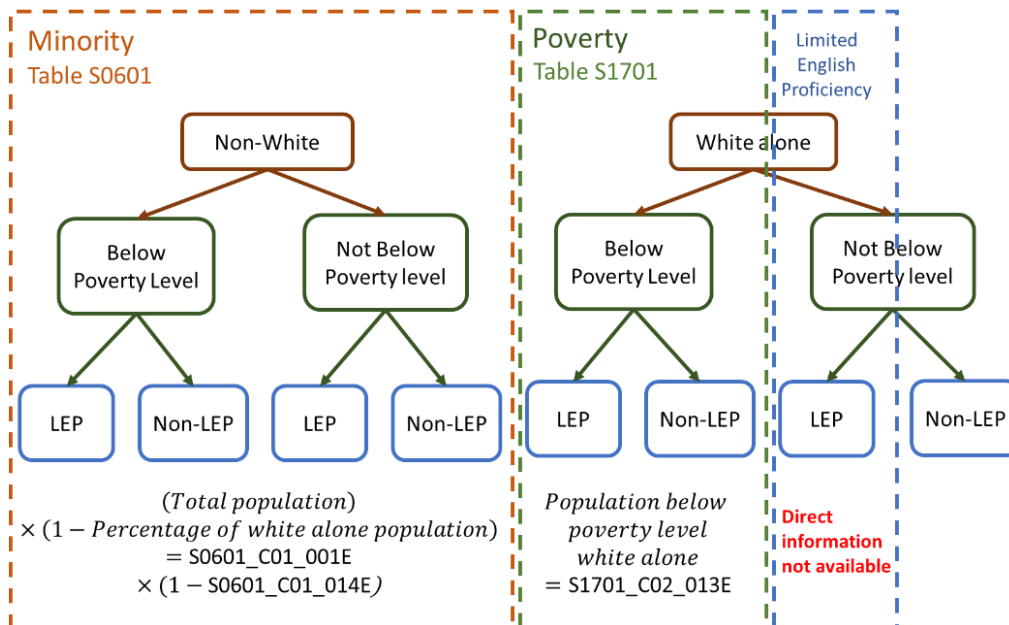 Minority
Table S0601
Non-White
Below
Poverty Level
Not Below
Poverty level
LEP
Non-LEP
LEP
Non-LEP
(Total population)
× (1 − Percentage of white alone population)
= S0601_C01_001E
× (1 − S0601_C01_014E)
Poverty
Table S1701
White alone
Below
Poverty Level
LEP
Non-LEP
Population below
poverty level
white alone
= S1701_C02_013E
Limited
English
Proficiency
Not Below
Poverty level
LEP
Non-LEP
Direct
information
not available